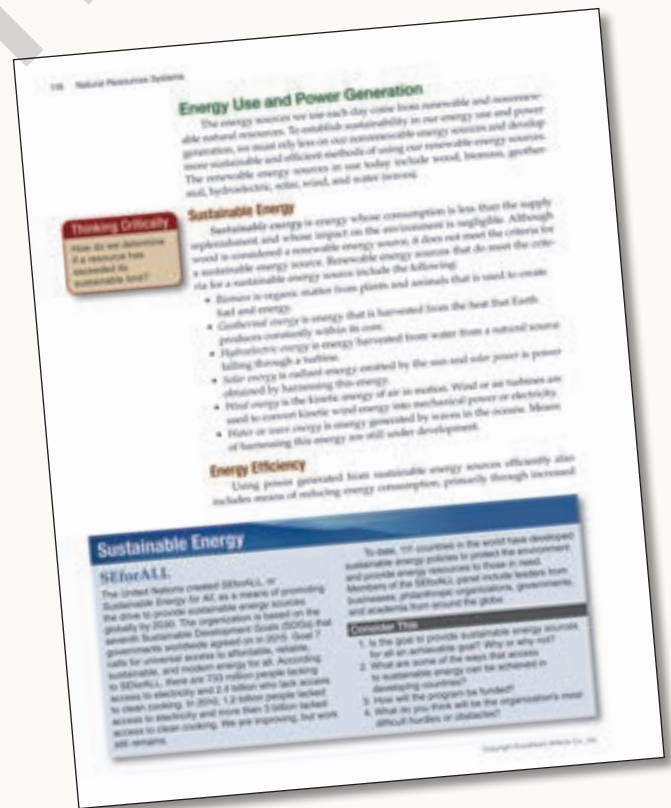 116 Natural Resources Systems
Energy Use and Power Generation
The energy sources we use each day come from renewable and nonrenew-
able natural resources. To establish sustainability in our energy use and power
generation, we must rely less on our nonrenewable energy sources and develop
more sustainable and efficient methods of using our renewable energy sources.
The renewable energy sources in use today include wood, biomass, geother-
mal, hydroelectric, solar, wind, and water (waves).
Thinking Critically
How do we determine
if a resource has
exceeded its
sustainable limit?
Sustainable Energy
Sustainable energy is energy whose consumption is less than the supply
replenishment and whose impact on the environment is negligible. Although
wood is considered a renewable energy source, it does not meet the criteria for
a sustainable energy source. Renewable energy sources that do meet the crite-
ria for a sustainable energy source include the following:
• Biomass is organic matter from plants and animals that is used to create
fuel and energy.
• Geothermal energy is energy that is harvested from the heat that Earth
produces constantly within its core.
• Hydroelectric energy is energy harvested from water from a natural source
falling through a turbine.
• Solar energy is radiant energy emitted by the sun and solar power is power
obtained by harnessing this energy.
• Wind energy is the kinetic energy of air in motion. Wind or air turbines are
used to convert kinetic wind energy into mechanical power or electricity.
• Water or wave energy is energy generated by waves in the oceans. Means
of harnessing this energy are still under development.
Energy Efficiency
Using power generated from sustainable energy sources efficiently also
includes means of reducing energy consumption, primarily through increased
Sustainable Energy
SEforALL
The United Nations created SEforALL, or
Sustainable Energy for All, as a means of promoting
the drive to provide sustainable energy sources
globally by 2030. The organization is based on the
seventh Sustainable Development Goals (SDGs) that
governments worldwide agreed on in 2015. Goal 7
calls for universal access to affordable, reliable,
sustainable, and modern energy for all. According
to SEforALL, there are 733 million people lacking
access to electricity and 2.4 billion who lack access
to clean cooking. In 2010, 1.2 billion people lacked
access to electricity and more than 3 billion lacked
access to clean cooking. We are improving, but work
still remains.
To date, 111 countries in the world have developed
sustainable energy policies to protect the environment
and provide energy resources to those in need.
Members of the SEforALL panel include leaders from
businesses, philanthropic organizations, governments,
and academia from around the globe.
Consider This
1. Is the goal to provide sustainable energy sources
for all an achievable goal? Why or why not?
2. What are some of the ways that access
to sustainable energy can be achieved in
developing countries?
3. How will the program be funded?
4. What do you think will be the organization's most
difficult hurdles or obstacles?
Copyright Goodheart-Willcox Co., Inc.